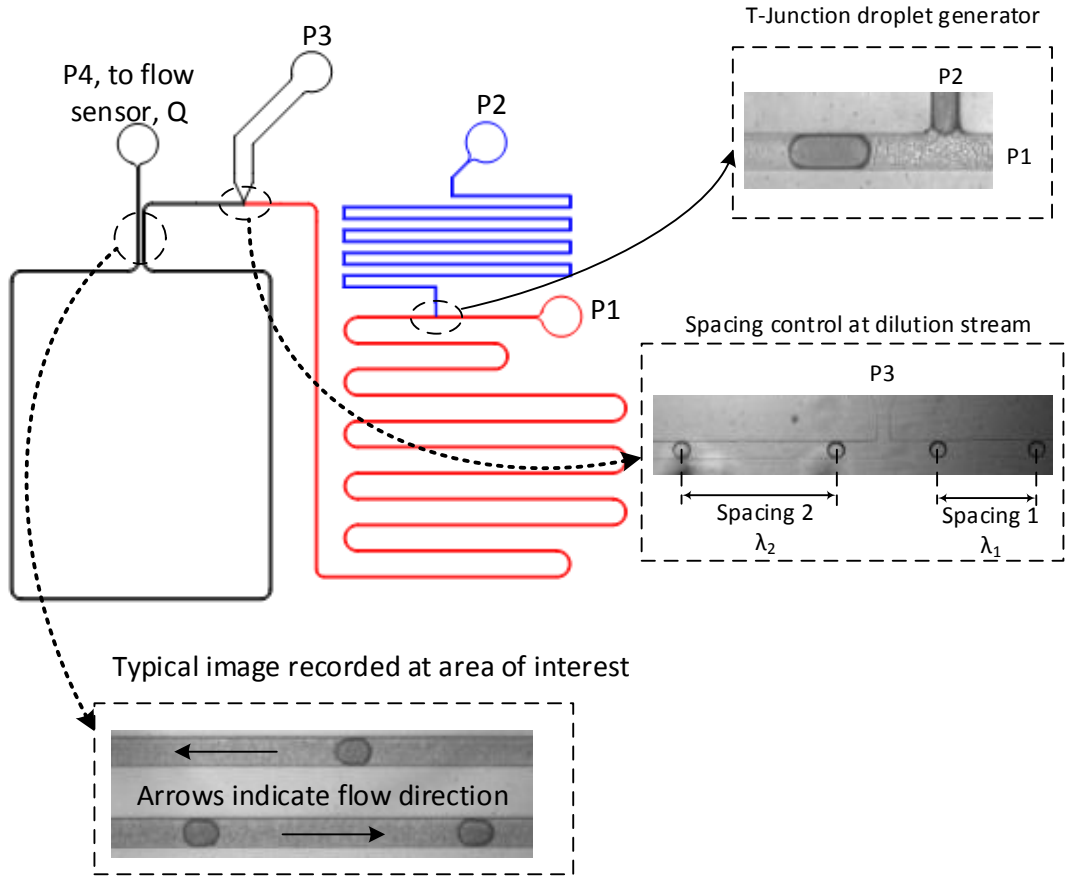 T-Junction droplet generator
P3
P4, to flow
sensor, Q
P2
P2
P1
P1
Spacing control at dilution stream
P3
Spacing 2
λ2
Spacing 1
λ1
Typical image recorded at area of interest
Arrows indicate flow direction